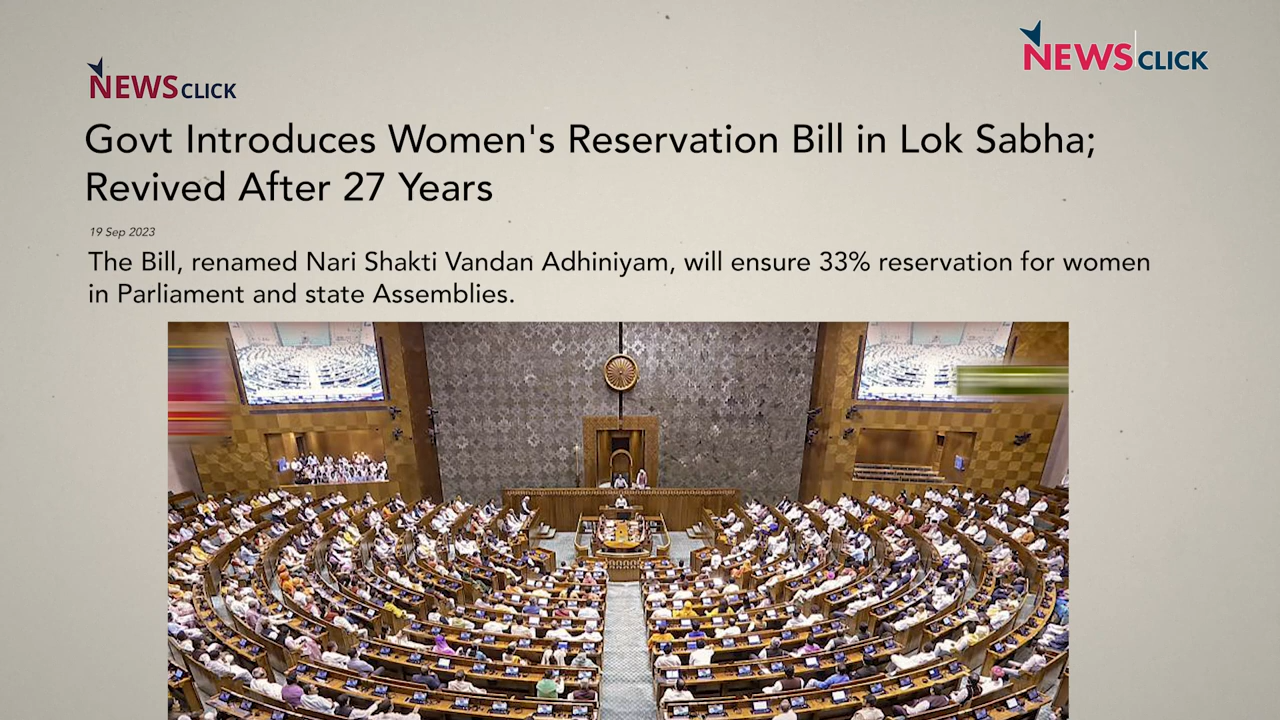 NEWSCLICK
NEWSCLICK
Govt Introduces Women's Reservation Bill in Lok Sabha;
Revived After 27 Years
19 Sep 2023
The Bill, renamed Nari Shakti Vandan Adhiniyam, will ensure 33% reservation for women
in Parliament and state Assemblies.